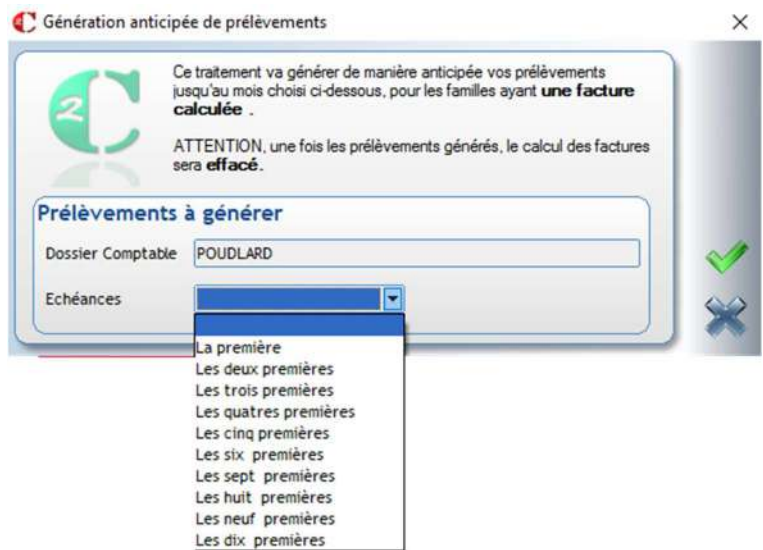 Génération anticipée de prélèvements
2
Ce traitement va générer de manière anticipée vos prélèvements
jusqu'au mois choisi ci-dessous, pour les familles ayant une facture
calculée .
ATTENTION, une fois les prélèvements générés, le calcul des factures
sera effacé.
Prélèvements à générer
Dossier Comptable POUDLARD
Echéances
La première
Les deux premières
Les trois premières
Les quatres premières
Les cinq premières
Les six premières
Les sept premières
Les huit premières
Les neuf premières
Les dix premières